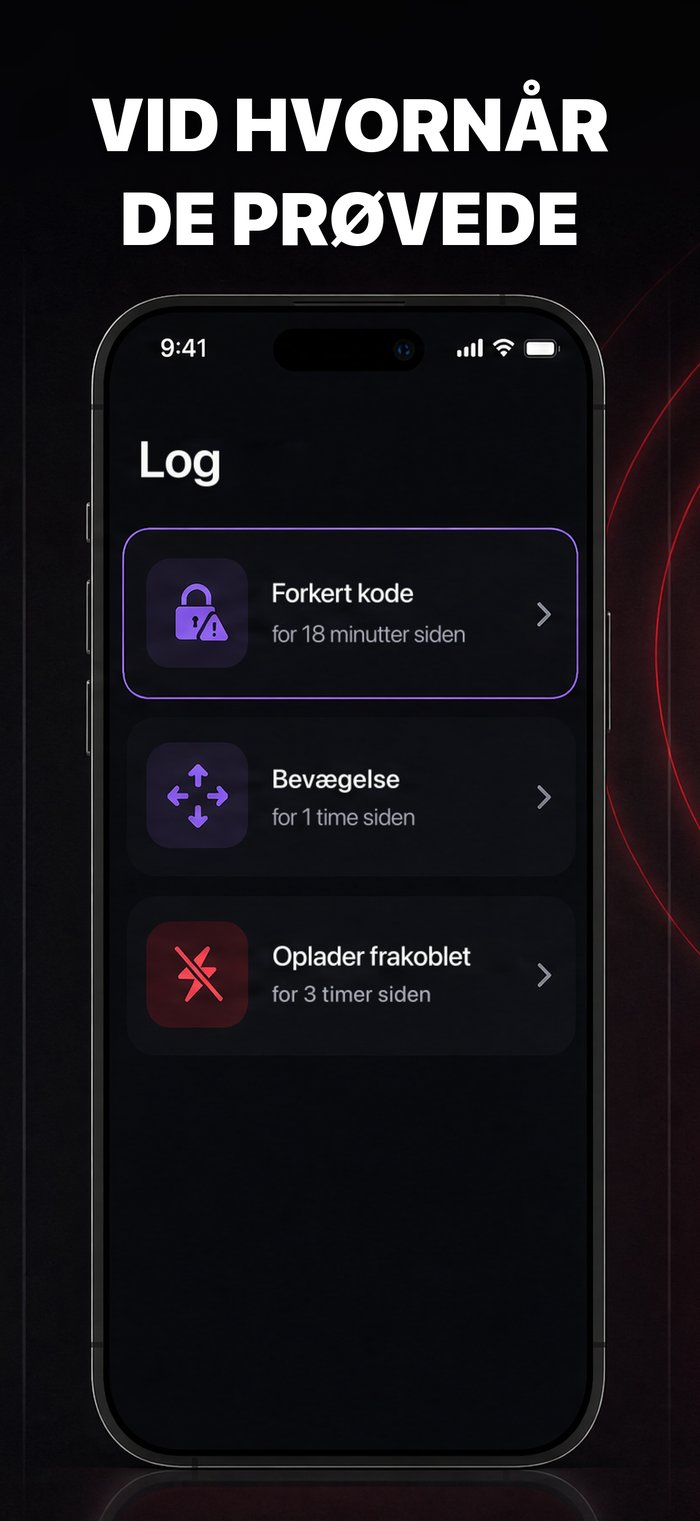 VID HVORNÅR
DE PRØVEDE
9:41
Log
Forkert kode
for 18 minutter siden
Bevægelse
for 1 time siden
Oplader frakoblet
for 3 timer siden